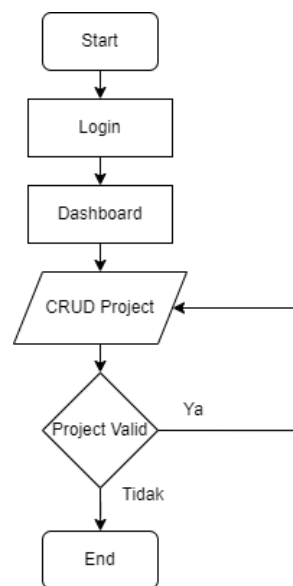 Start
Login
Dashboard
CRUD Project
Project Valid
Ya
Tidak
End